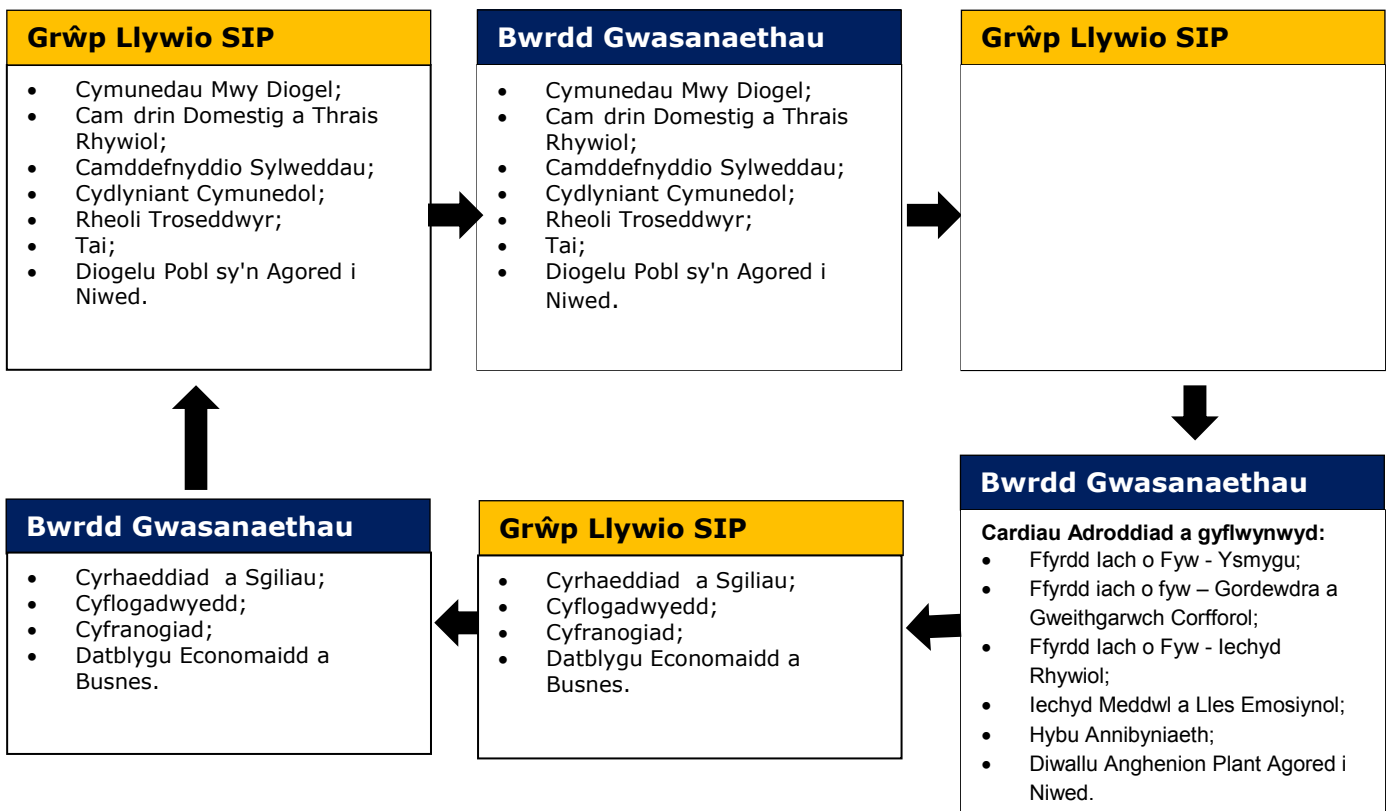 Grŵp Llywio SIP
• Cymunedau Mwy Diogel;
• Cam drin Domestig a Thrais
Rhywiol;
• Camddefnyddio Sylweddau;
• Cydlyniant Cymunedol;
• Rheoli Troseddwyr;
• Tai;
• Diogelu Pobl sy'n Agored i
Niwed.
Bwrdd Gwasanaethau
• Cymunedau Mwy Diogel;
• Cam drin Domestig a Thrais
Rhywiol;
• Camddefnyddio Sylweddau;
• Cydlyniant Cymunedol;
• Rheoli Troseddwyr;
• Tai;
• Diogelu Pobl sy'n Agored i
Niwed.
Grŵp Llywio SIP
Bwrdd Gwasanaethau
Cardiau Adroddiad a gyflwynwyd:
• Ffyrdd Iach o Fyw - Ysmygu;
• Ffyrdd iach o fyw – Gordewdra a
Gweithgarwch Corfforol;
• Ffyrdd Iach o Fyw - Iechyd
Rhywiol;
• Iechyd Meddwl a Lles Emosiynol;
• Hybu Annibyniaeth;
• Diwallu Anghenion Plant Agored i
Niwed.
Grŵp Llywio SIP
• Cyrhaeddiad a Sgiliau;
• Cyflogadwyedd;
• Cyfranogiad;
• Datblygu Economaidd a
Busnes.
Bwrdd Gwasanaethau
• Cyrhaeddiad a Sgiliau;
• Cyflogadwyedd;
• Cyfranogiad;
• Datblygu Economaidd a
Busnes.